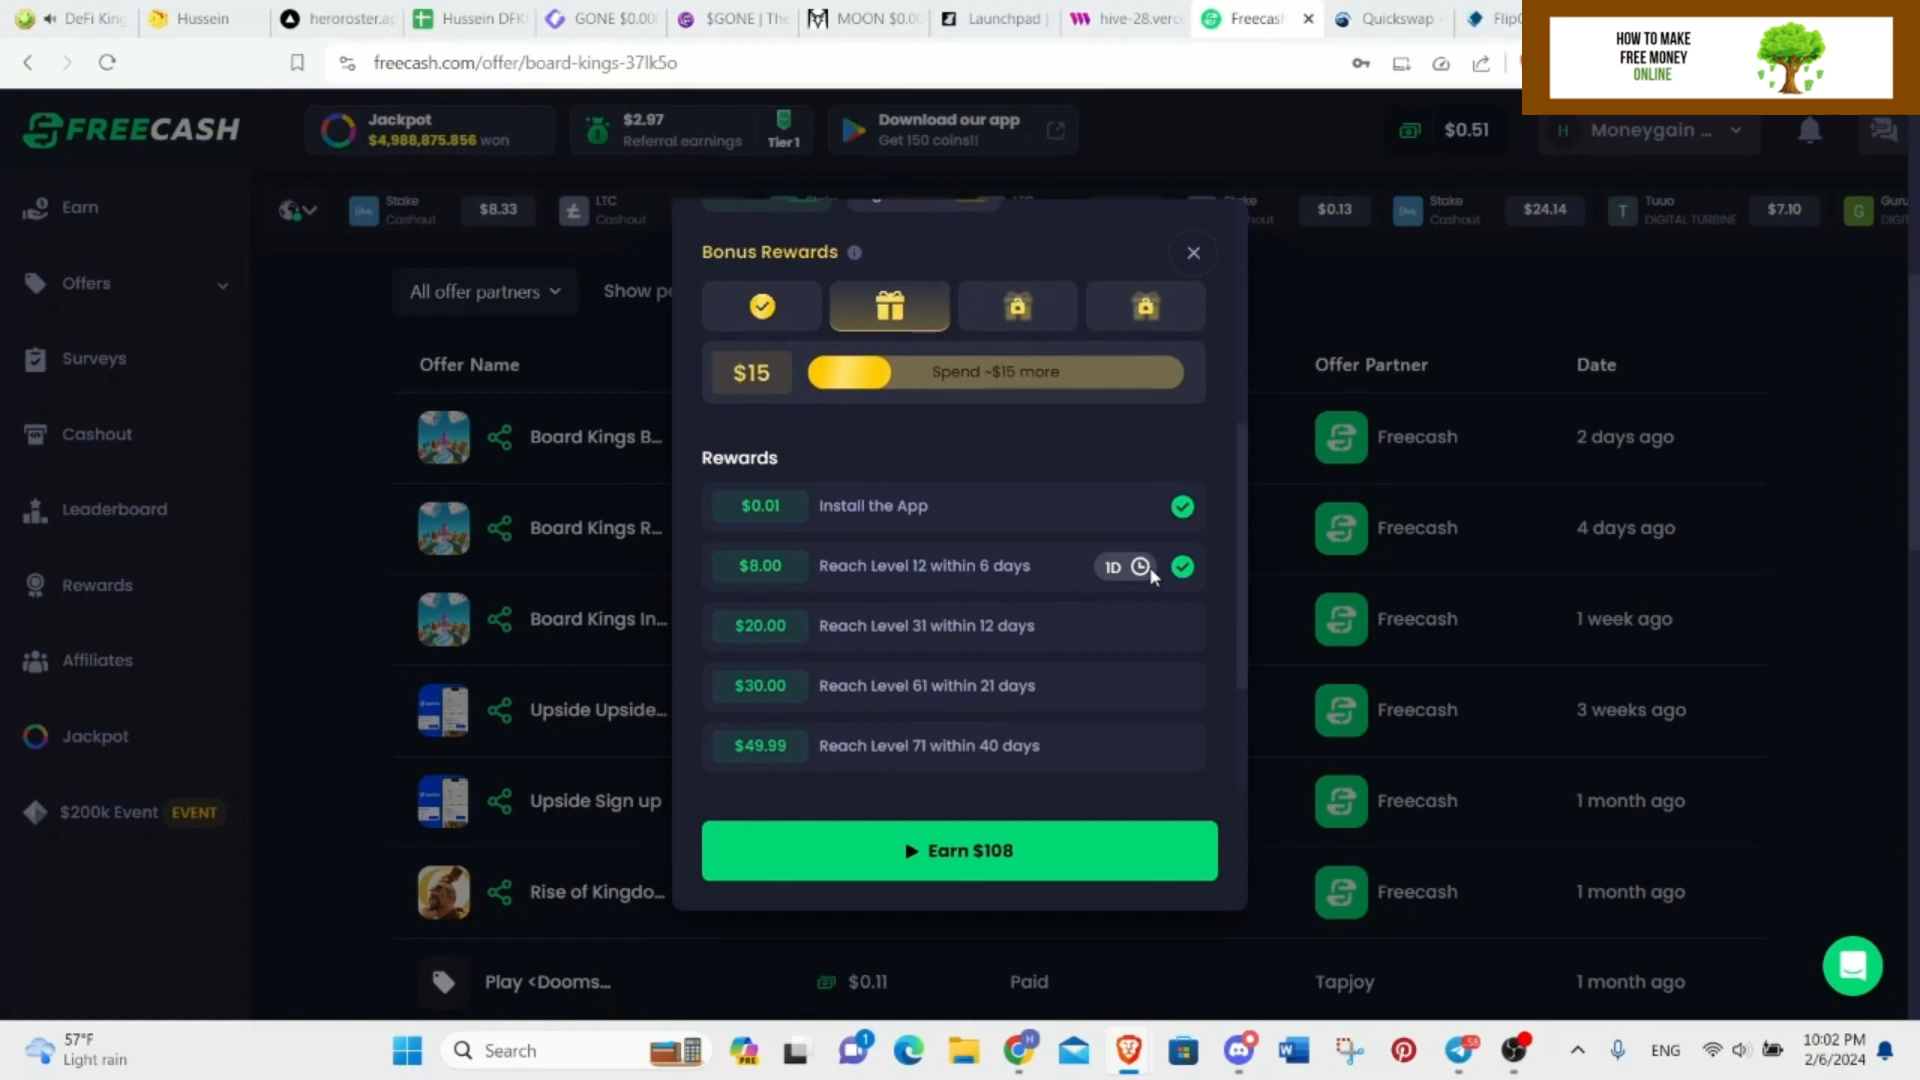 DeFi King
Hussein
heroroster.a
Hussein DFK
GONE $0.00
$GONE | The
MOON $0.0
Launchpad |
hive-28.verc
Freecash
Quickswap
Flip
HOW TO MAKE
FREE MONEY
ONLINE
freecash.com/offer/board-kings-37lk5o
FREECASH
Jackpot
$4,988,875.856 won
$2.97
Referral earnings
Tier 1
Download our app
Get 150 coins!!
$0.51
H
Moneygain ...
Earn
Offers
Surveys
Cashout
Leaderboard
Rewards
Affiliates
Jackpot
$200k Event EVENT
Stake
Cashout
$8.33
LTC
Cashout
$0.13
Stake
Cashout
$24.14
T
Tuuo
DIGITAL TURBINE
$7.10
G
Guru
All offer partners
Offer Name
Offer Partner
Date
Board Kings B...
Freecash
2 days ago
Board Kings R...
Freecash
4 days ago
Board Kings In...
Freecash
1 week ago
Upside Upside...
Freecash
3 weeks ago
Upside Sign up
Freecash
1 month ago
Rise of Kingdo...
Freecash
1 month ago
Play <Dooms...
$0.11
Paid
Tapjoy
1 month ago
Bonus Rewards
$15
Spend ~$15 more
Rewards
$0.01 Install the App
$8.00 Reach Level 12 within 6 days 1D
$20.00 Reach Level 31 within 12 days
$30.00 Reach Level 61 within 21 days
$49.99 Reach Level 71 within 40 days
Earn $108
57°F
Light rain
Search
PRE
1
H
58
ENG
10:02 PM
2/6/2024